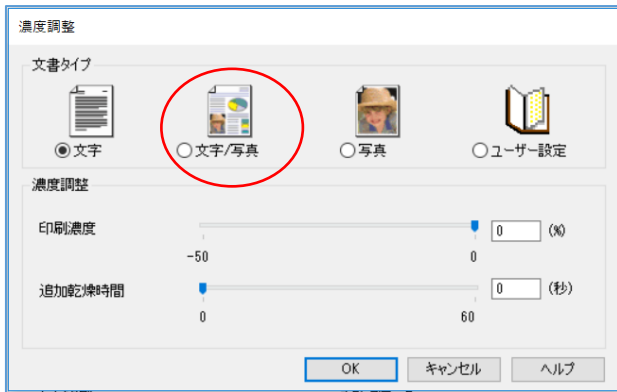 濃度調整
文書タイプ
文字
文字/写真
写真
ユーザー設定
濃度調整
印刷濃度
0 (%)
-50 0
追加乾燥時間
0 (秒)
0 60
OK キャンセル ヘルプ